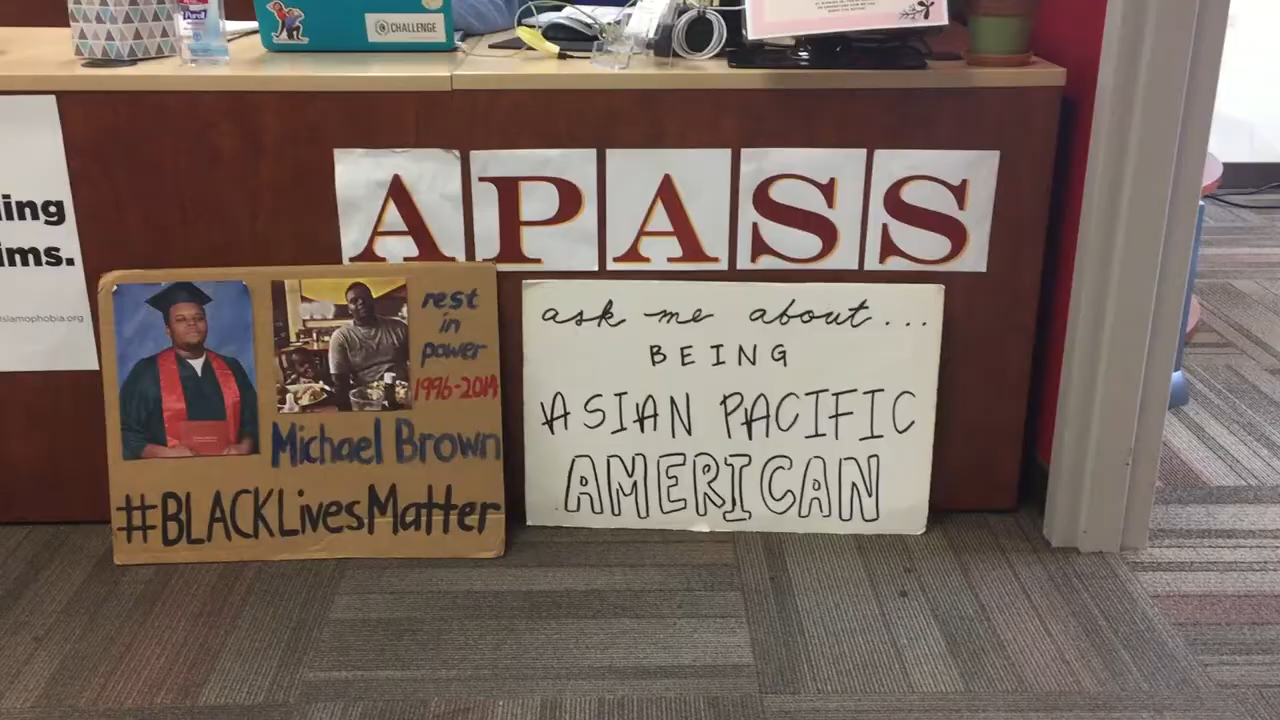 Purell
CHALLENGE
ing
ims.
slamophobia.org
APASS
rest
in
power
1996-2014
Michael Brown
#BLACKLivesMatter
ask me about...
BEING
ASIAN PACIFIC
AMERICAN